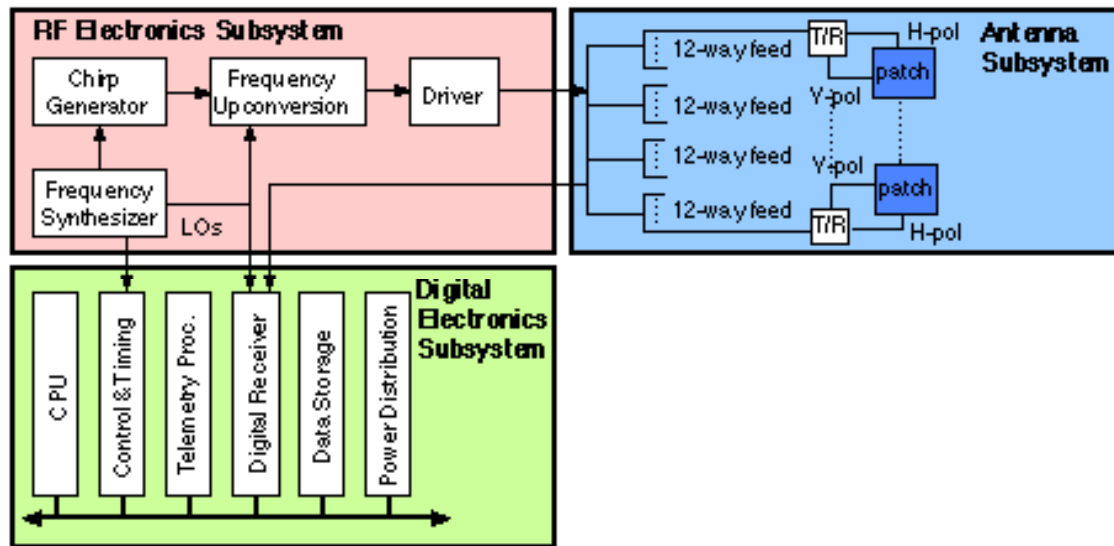 RF Electronics Subsystem
Chirp
Generator
Frequency
Upconversion
Driver
Frequency
Synthesizer
LOs
12-way feed
12-way feed
12-way feed
12-way feed
T/R
H-pol
patch
V-pol
V-pol
patch
T/R
H-pol
Antenna
Subsystem
Digital
Electronics
Subsystem
CPU
Control & Timing
Telemetry Proc.
Digital Receiver
Data Storage
Power Distribution